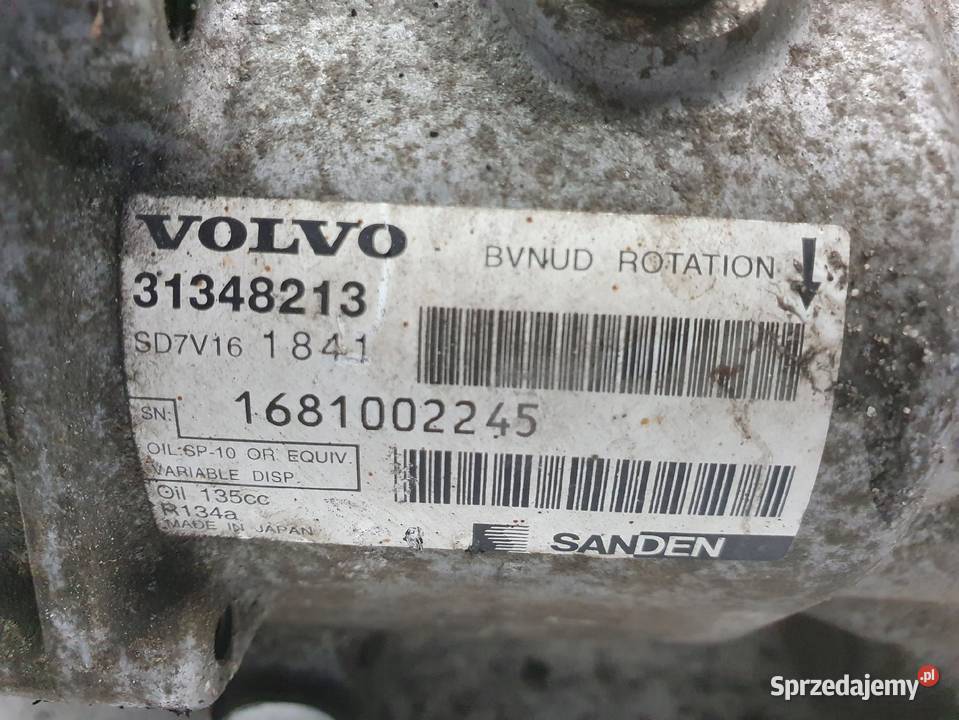 VOLVO
BVNUD ROTATION
31348213
SD7V16 1841
SN: 1681002245
OIL:SP-10 OR EQUIV.
VARIABLE DISP.
Oil 135cc
R134a
MADE IN JAPAN
SANDEN
Sprzedajemy.pl